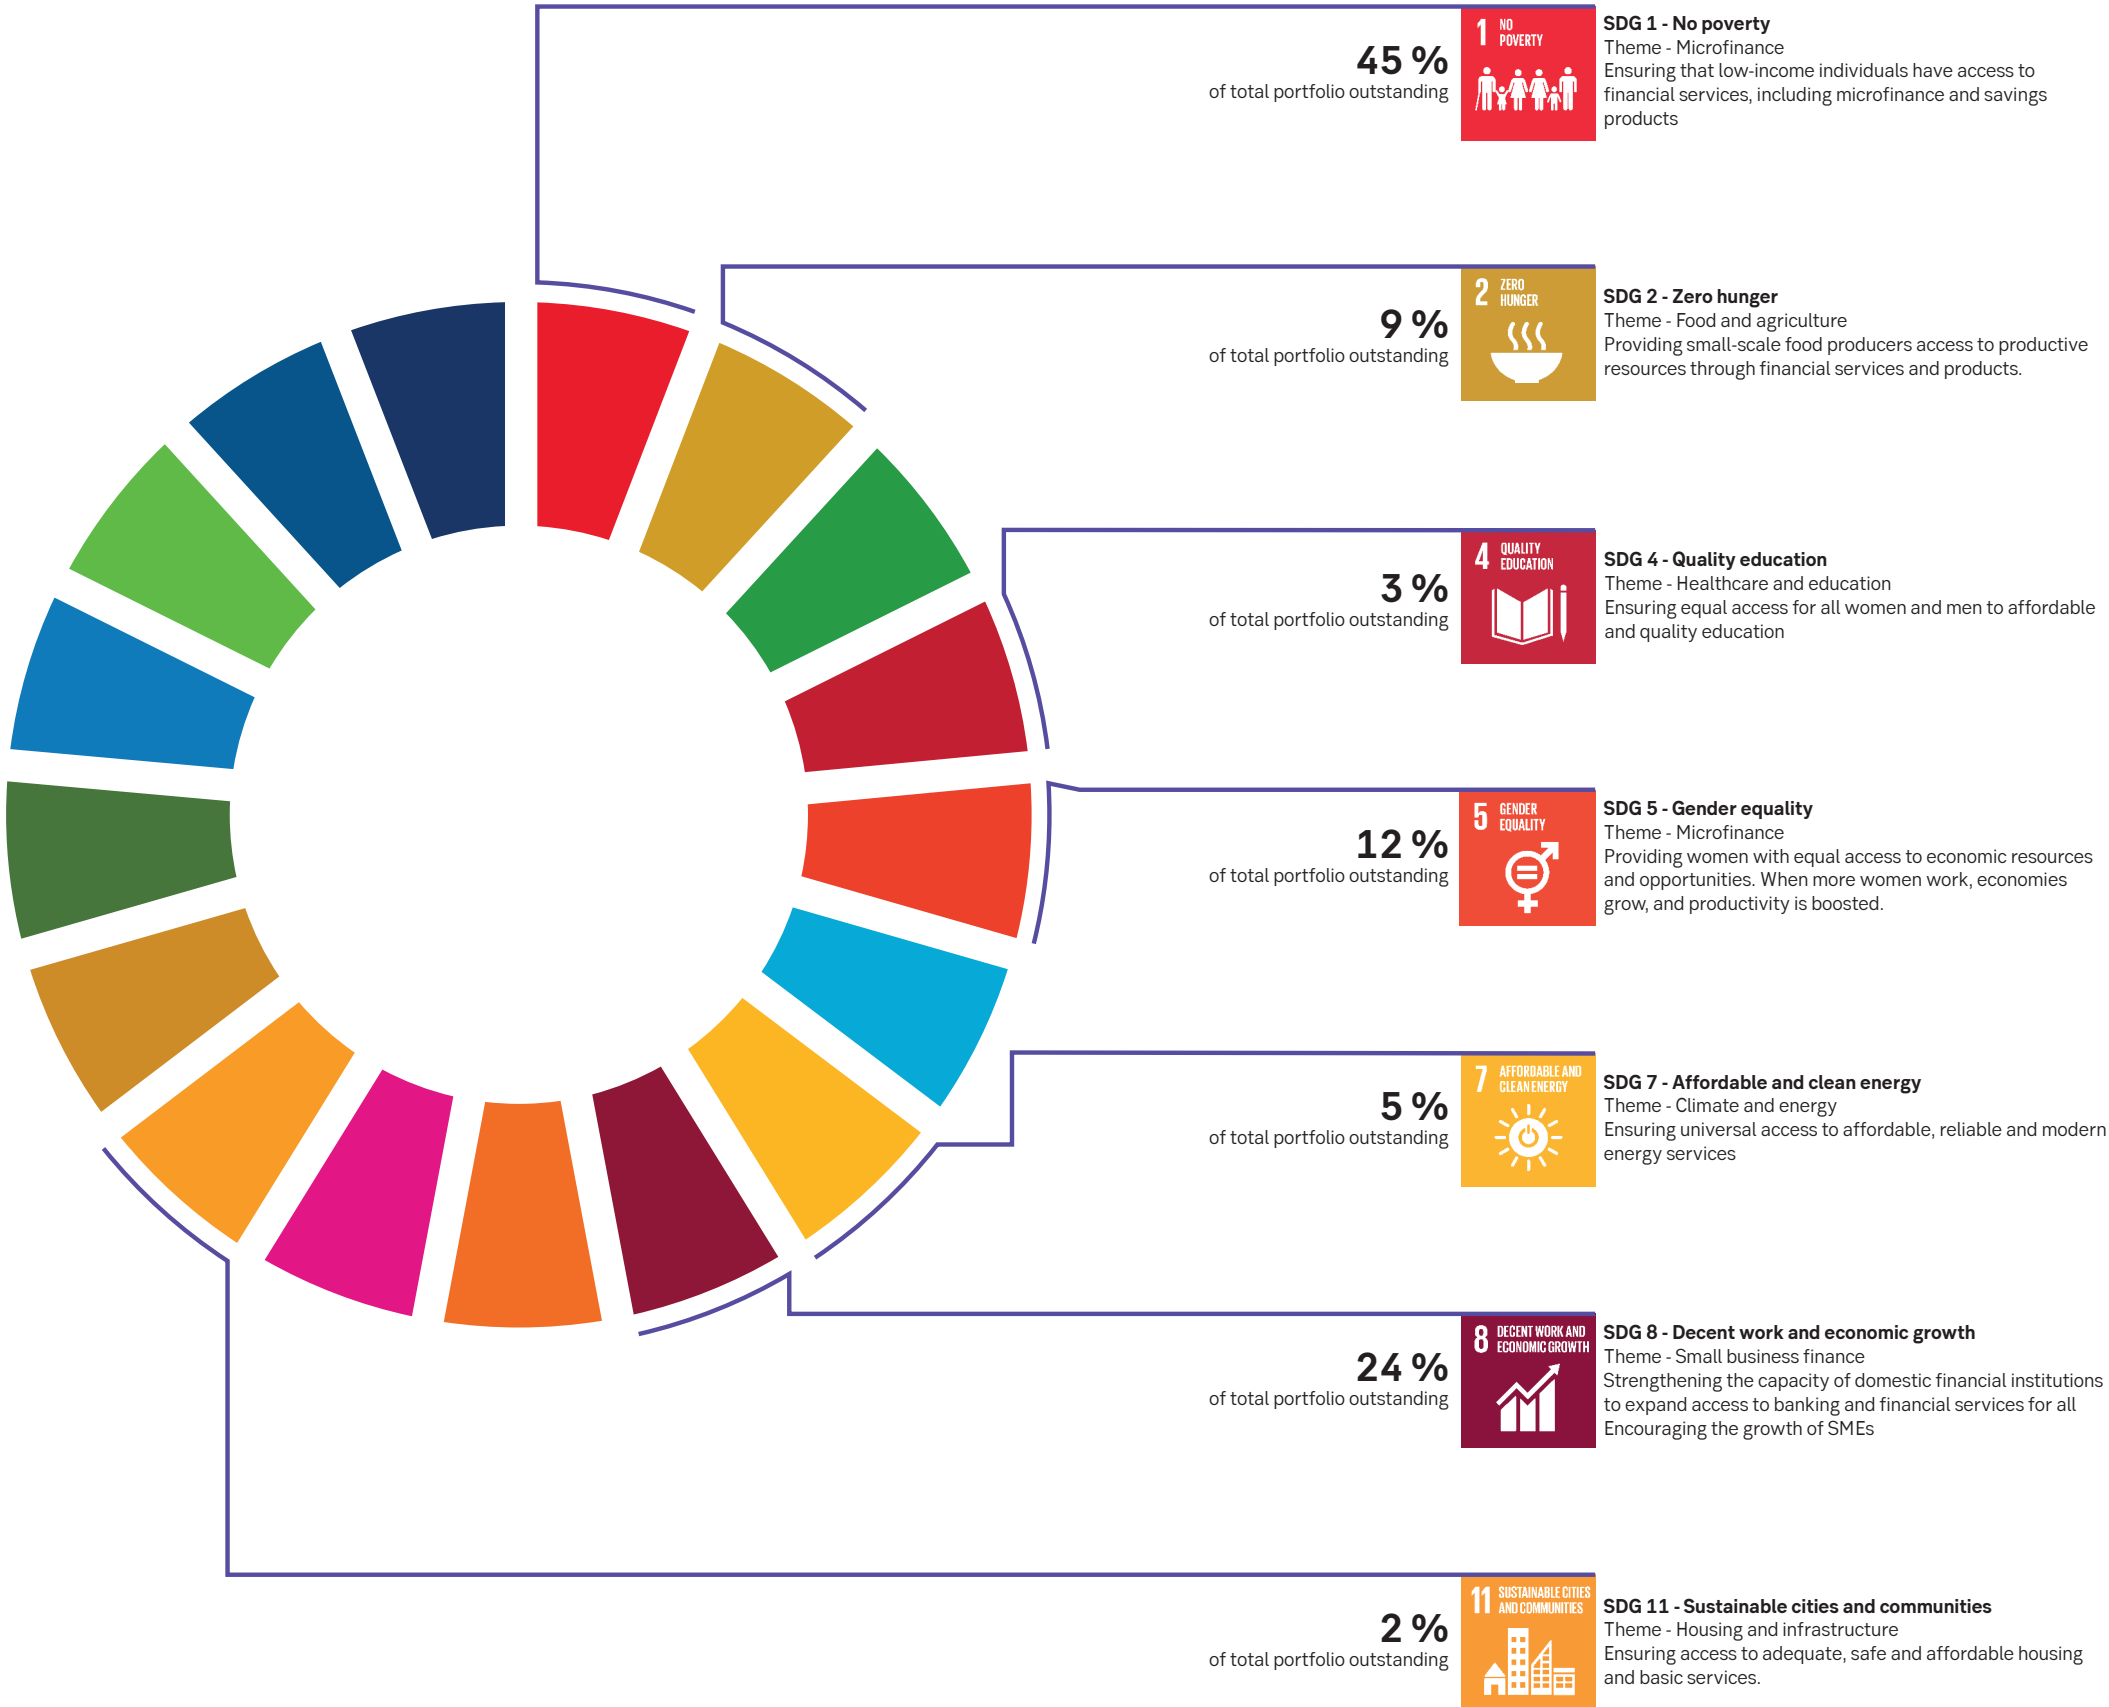 45 %
of total portfolio outstanding
1 NO
POVERTY
SDG 1 - No poverty
Theme - Microfinance
Ensuring that low-income individuals have access to
financial services, including microfinance and savings
products
9 %
of total portfolio outstanding
2 ZERO
HUNGER
SDG 2 - Zero hunger
Theme - Food and agriculture
Providing small-scale food producers access to productive
resources through financial services and products.
3 %
of total portfolio outstanding
4 QUALITY
EDUCATION
SDG 4 - Quality education
Theme - Healthcare and education
Ensuring equal access for all women and men to affordable
and quality education
12 %
of total portfolio outstanding
5 GENDER
EQUALITY
SDG 5 - Gender equality
Theme - Microfinance
Providing women with equal access to economic resources
and opportunities. When more women work, economies
grow, and productivity is boosted.
5 %
of total portfolio outstanding
7 AFFORDABLE AND
CLEAN ENERGY
SDG 7 - Affordable and clean energy
Theme - Climate and energy
Ensuring universal access to affordable, reliable and modern
energy services
24 %
of total portfolio outstanding
8 DECENT WORK AND
ECONOMIC GROWTH
SDG 8 - Decent work and economic growth
Theme - Small business finance
Strengthening the capacity of domestic financial institutions
to expand access to banking and financial services for all
Encouraging the growth of SMEs
2 %
of total portfolio outstanding
11 SUSTAINABLE CITIES
AND COMMUNITIES
SDG 11 - Sustainable cities and communities
Theme - Housing and infrastructure
Ensuring access to adequate, safe and affordable housing
and basic services.